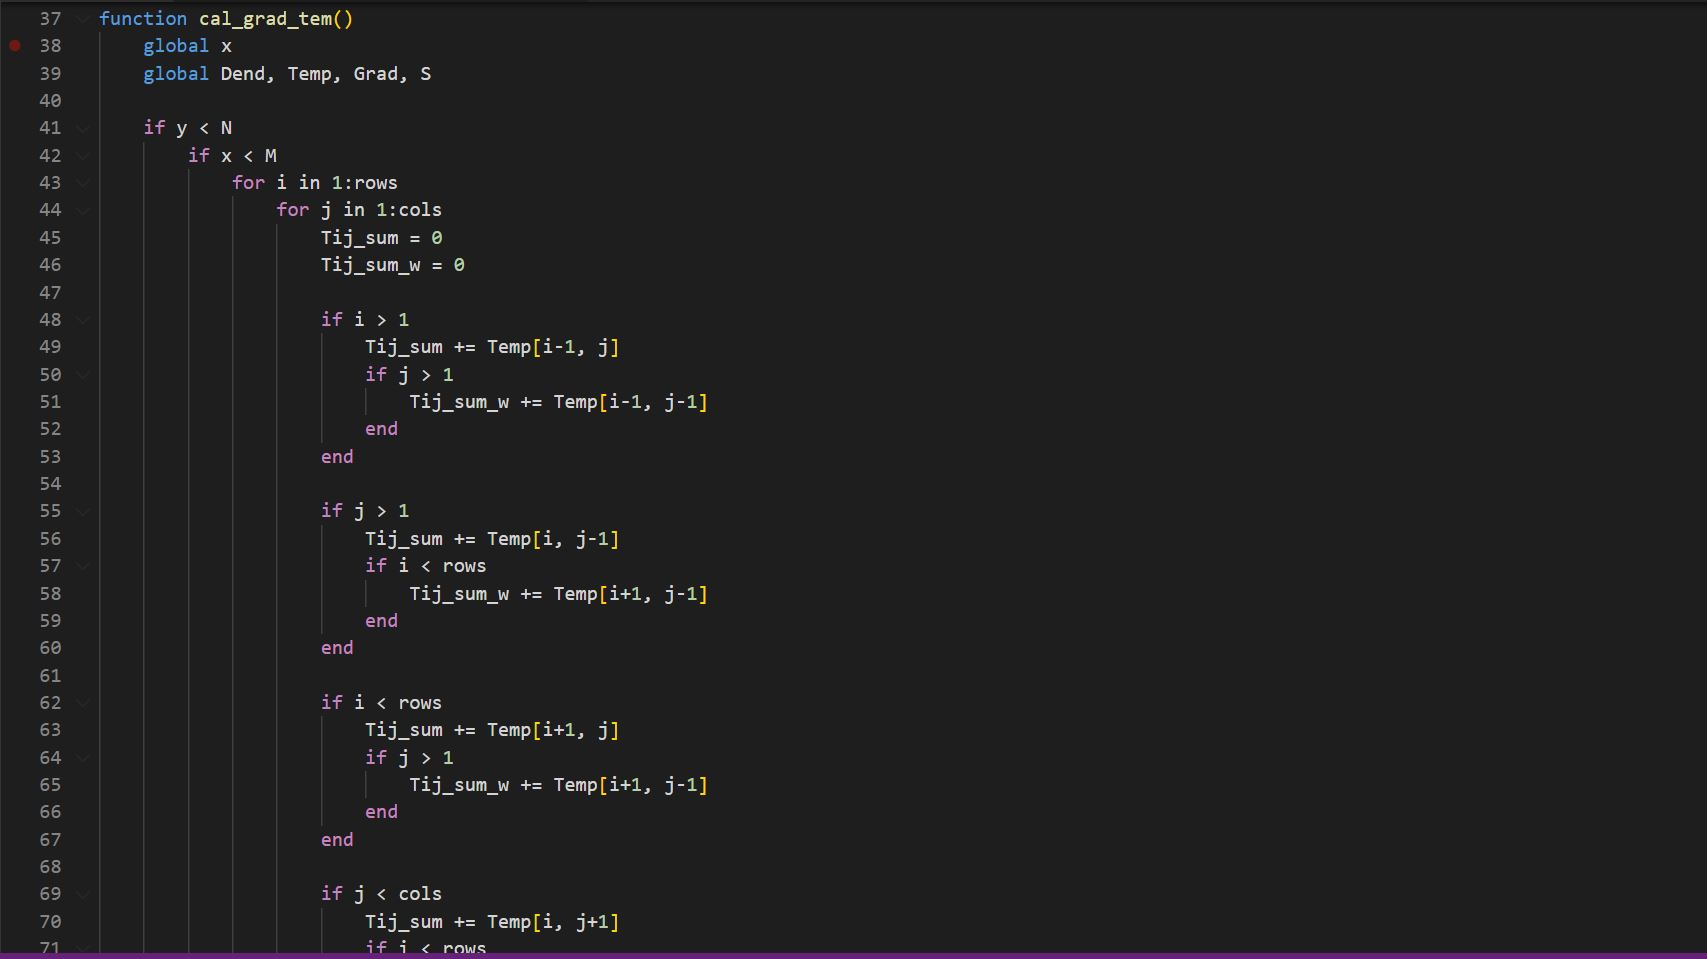 37 function cal_grad_tem()
38 global x
39 global Dend, Temp, Grad, S
40
41 if y < N
42 if x < M
43 for i in 1:rows
44 for j in 1:cols
45 Tij_sum = 0
46 Tij_sum_w = 0
47
48 if i > 1
49 Tij_sum += Temp[i-1, j]
50 if j > 1
51 Tij_sum_w += Temp[i-1, j-1]
52 end
53 end
54
55 if j > 1
56 Tij_sum += Temp[i, j-1]
57 if i < rows
58 Tij_sum_w += Temp[i+1, j-1]
59 end
60 end
61
62 if i < rows
63 Tij_sum += Temp[i+1, j]
64 if j > 1
65 Tij_sum_w += Temp[i+1, j-1]
66 end
67 end
68
69 if j < cols
70 Tij_sum += Temp[i, j+1]
71 if i < rows